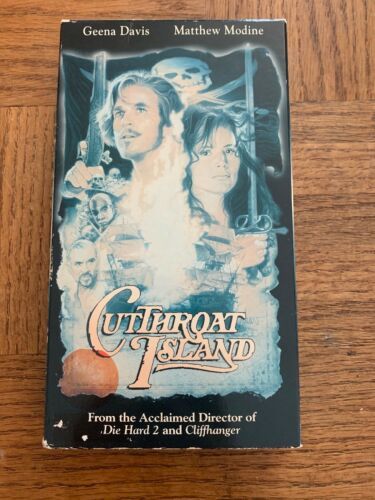 Geena Davis Matthew Modine
CUTTHROAT
ISLAND
From the Acclaimed Director of
Die Hard 2 and Cliffhanger